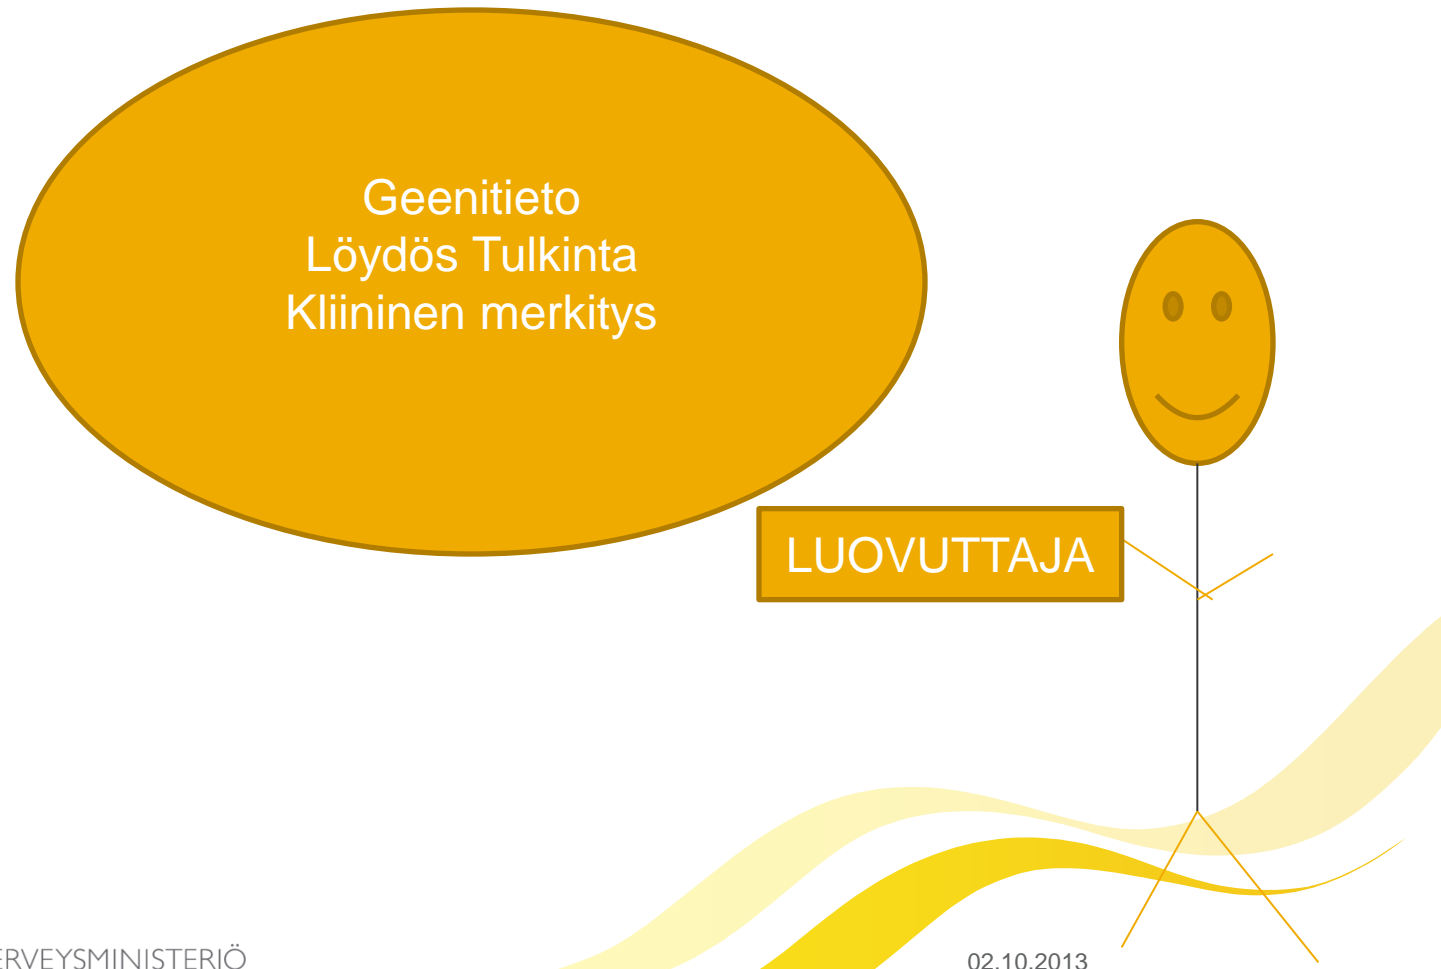 Geenitieto
Löydös Tulkinta
Kliininen merkitys
LUOVUTTAJA
ERVEYSMINISTERIÖ
02.10.2013